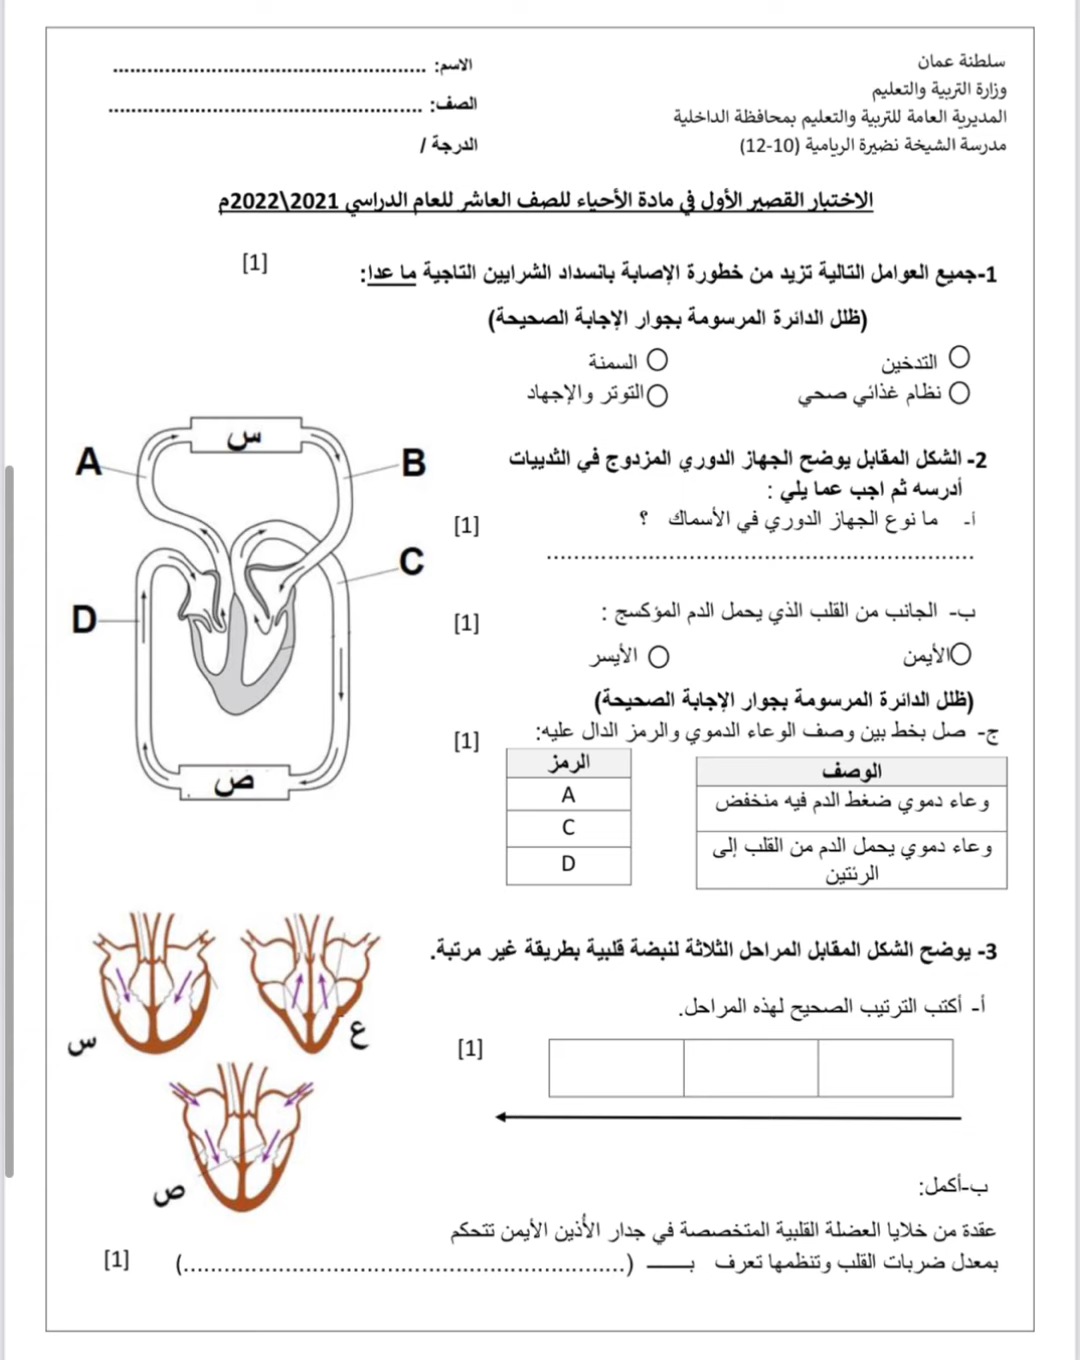 سلطنة عمان
وزارة التربية والتعليم
المديرية العامة للتربية والتعليم بمحافظة الداخلية
مدرسة الشيخة نضيرة الريامية (10-12)
الاسم: ......................................................
الصف: ......................................................
الدرجة /
الاختبار القصير الأول في مادة الأحياء للصف العاشر للعام الدراسي 2021\2022م
1-جميع العوامل التالية تزيد من خطورة الإصابة بانسداد الشرايين التاجية ما عدا: [1]
(ظلل الدائرة المرسومة بجوار الإجابة الصحيحة)
التدخين
السمنة
نظام غذائي صحي
التوتر والإجهاد
2- الشكل المقابل يوضح الجهاز الدوري المزدوج في الثدييات
أدرسه ثم اجب عما يلي :
أ- ما نوع الجهاز الدوري في الأسماك ؟ [1]
................................................................
ب- الجانب من القلب الذي يحمل الدم المؤكسج : [1]
الأيمن
الأيسر
(ظلل الدائرة المرسومة بجوار الإجابة الصحيحة)
ج- صل بخط بين وصف الوعاء الدموي والرمز الدال عليه: [1]
الوصف
وعاء دموي ضغط الدم فيه منخفض
وعاء دموي يحمل الدم من القلب إلى
الرئتين
الرمز
A
C
D
س
A
B
C
D
ص
3- يوضح الشكل المقابل المراحل الثلاثة لنبضة قلبية بطريقة غير مرتبة.
أ- أكتب الترتيب الصحيح لهذه المراحل.
[1]
س
ع
ص
ب-أكمل:
عقدة من خلايا العضلة القلبية المتخصصة في جدار الأذين الأيمن تتحكم
بمعدل ضربات القلب وتنظمها تعرف بـــــــ (......................................................) [1]